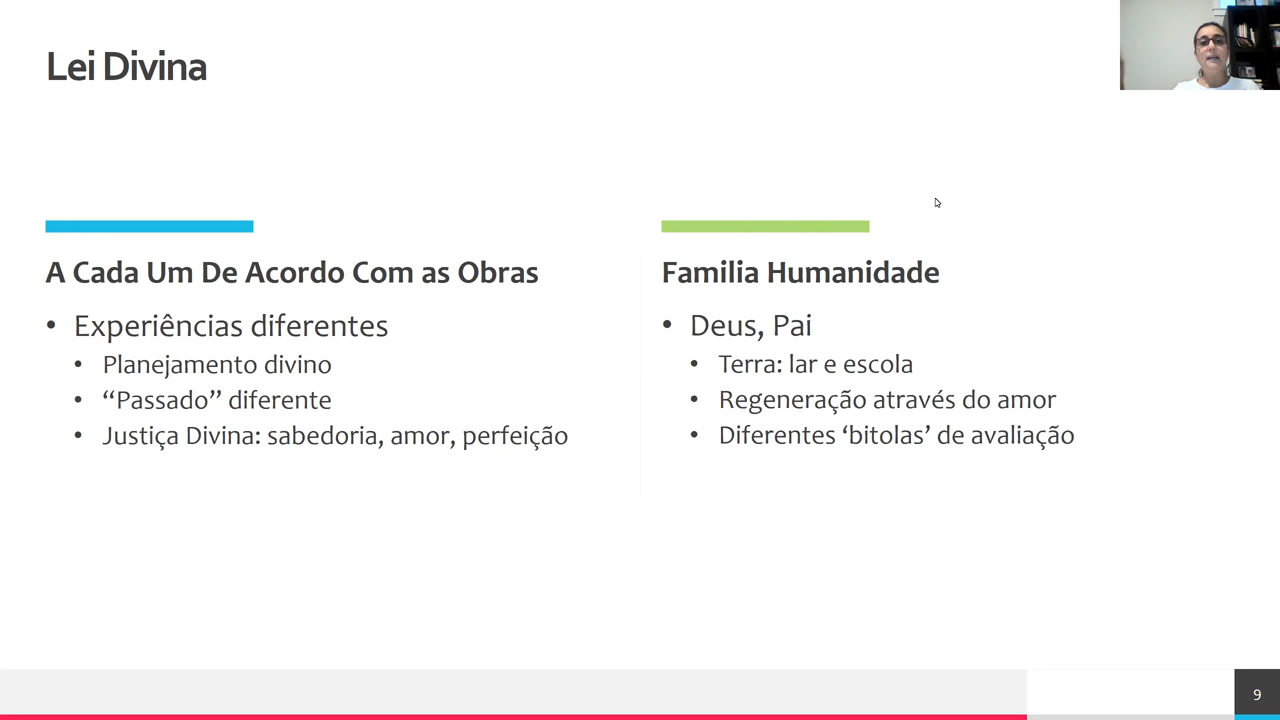 Lei Divina
A Cada Um De Acordo Com as Obras
• Experiências diferentes
• Planejamento divino
• “Passado” diferente
• Justiça Divina: sabedoria, amor, perfeição
Familia Humanidade
• Deus, Pai
• Terra: lar e escola
• Regeneração através do amor
• Diferentes ‘bitolas’ de avaliação
9